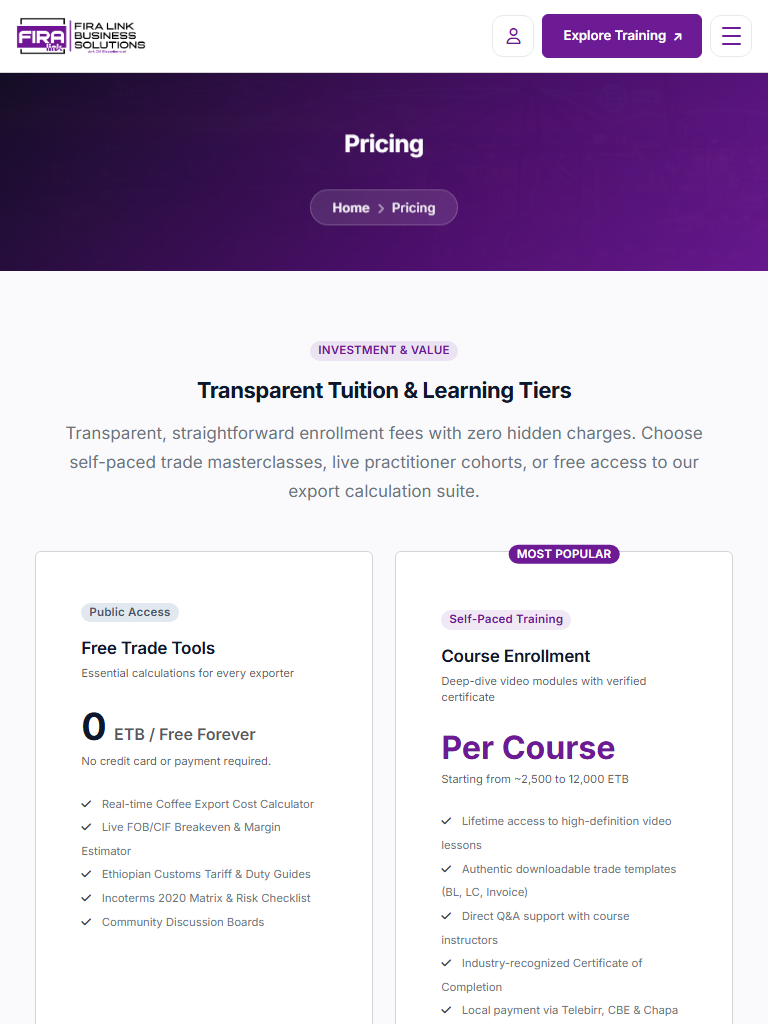 FIRA
link
FIRA LINK
BUSINESS
SOLUTIONS
Explore Training
Pricing
Home
Pricing
INVESTMENT & VALUE
Transparent Tuition & Learning Tiers
Transparent, straightforward enrollment fees with zero hidden charges. Choose
self-paced trade masterclasses, live practitioner cohorts, or free access to our
export calculation suite.
Public Access
Free Trade Tools
Essential calculations for every exporter
0 ETB / Free Forever
No credit card or payment required.
Real-time Coffee Export Cost Calculator
Live FOB/CIF Breakeven & Margin
Estimator
Ethiopian Customs Tariff & Duty Guides
Incoterms 2020 Matrix & Risk Checklist
Community Discussion Boards
MOST POPULAR
Self-Paced Training
Course Enrollment
Deep-dive video modules with verified
certificate
Per Course
Starting from ~2,500 to 12,000 ETB
Lifetime access to high-definition video
lessons
Authentic downloadable trade templates
(BL, LC, Invoice)
Direct Q&A support with course
instructors
Industry-recognized Certificate of
Completion
Local payment via Telebirr, CBE & Chapa